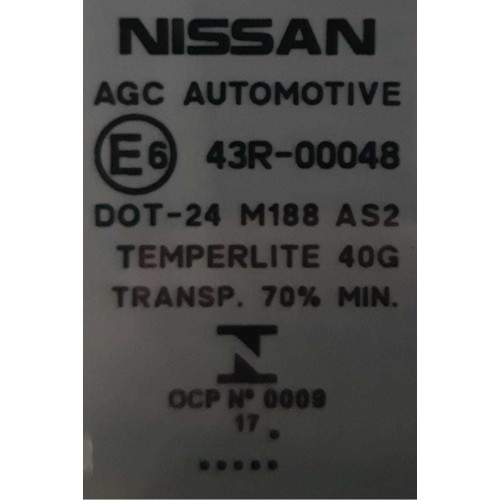 NISSAN
AGC AUTOMOTIVE
E6 43R-00048
DOT-24 M188 AS2
TEMPERLITE 40G
TRANSP. 70% MIN.
OCP Nº 0009
17 .
.....